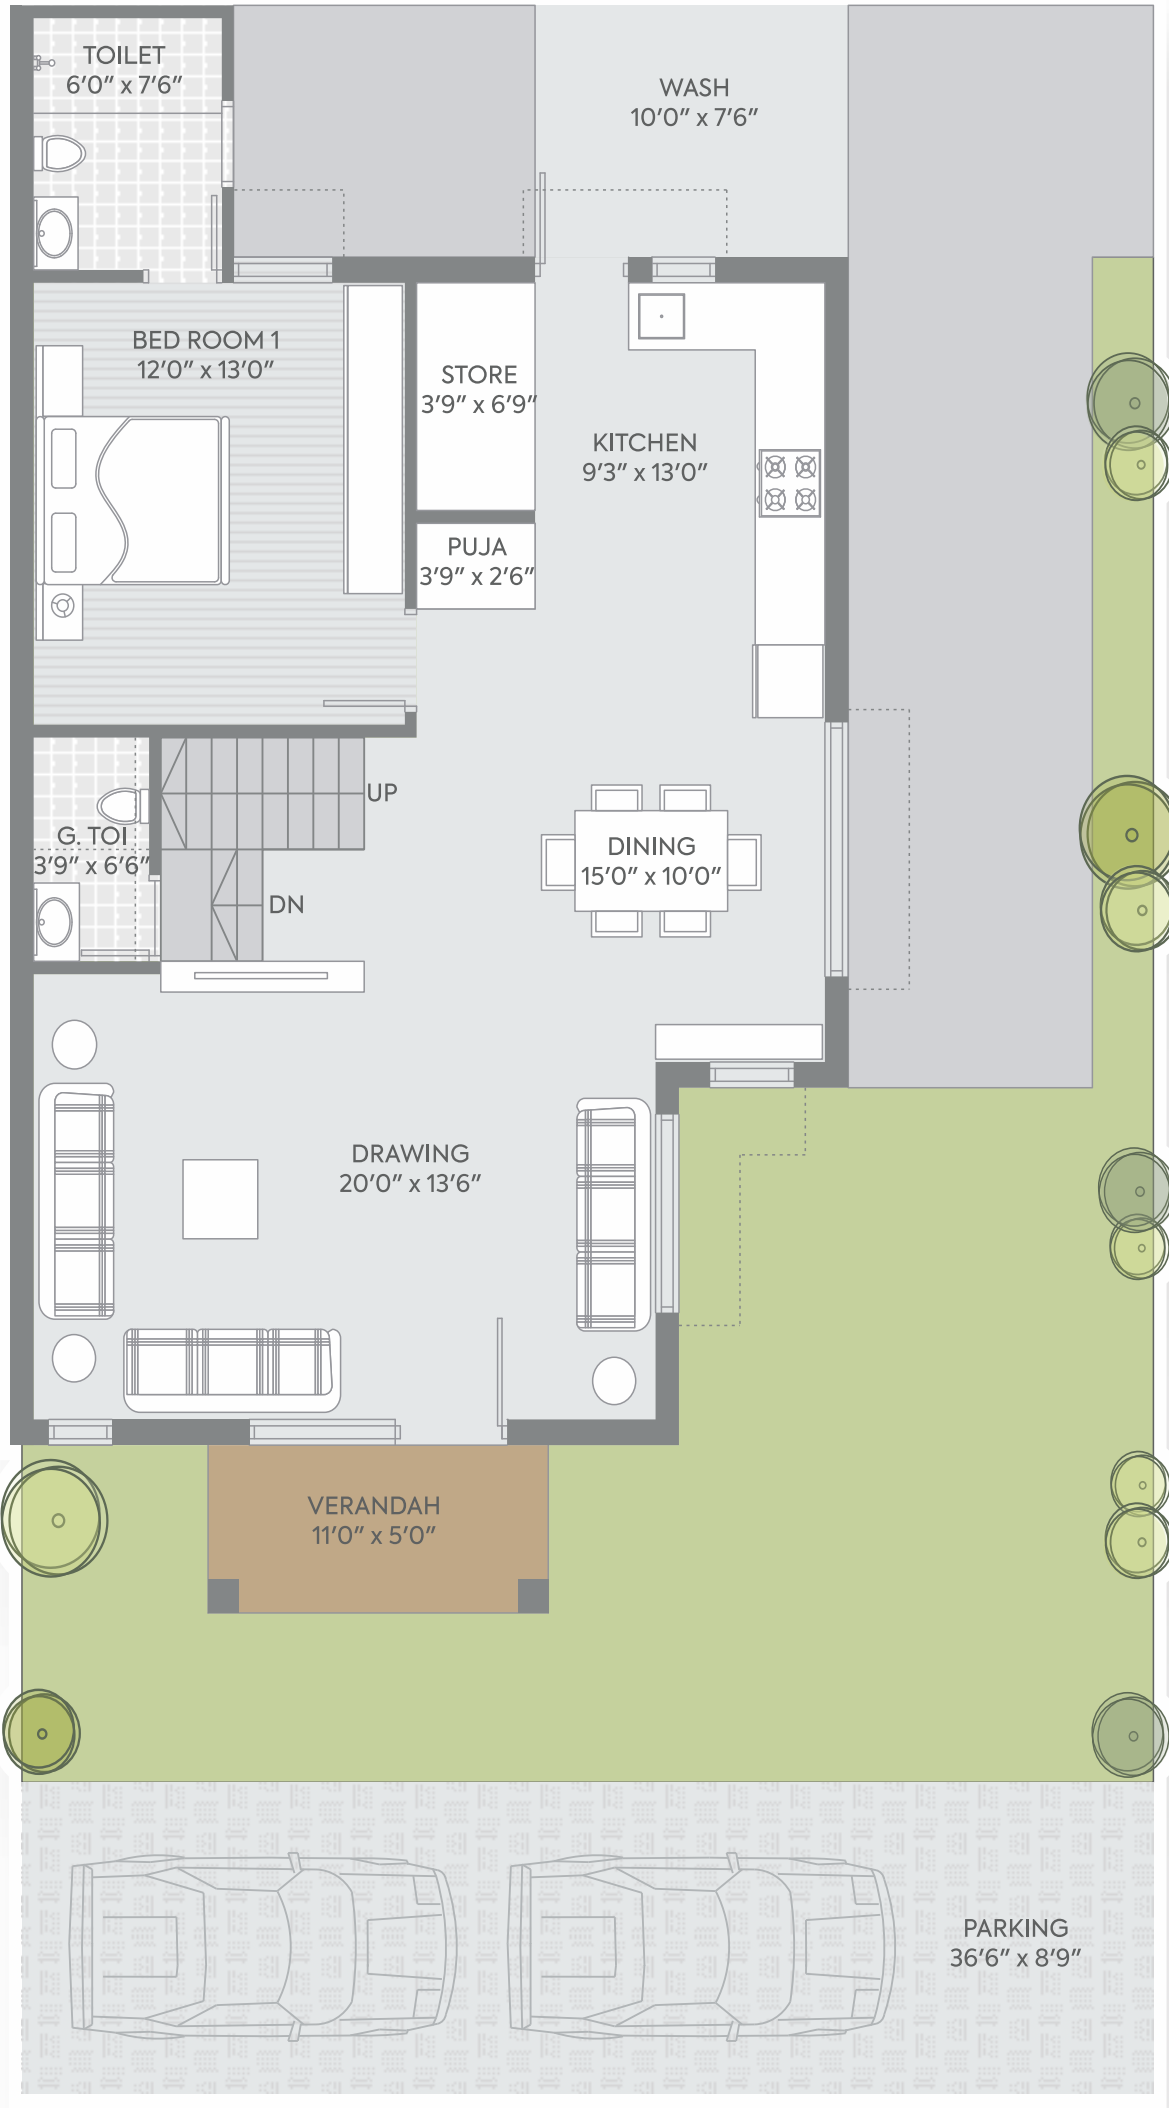 TOILET
6′0″ x 7′6″
WASH
10′0″ x 7′6″
BED ROOM 1
12′0″ x 13′0″
STORE
3′9″ x 6′9″
KITCHEN
9′3″ x 13′0″
PUJA
3′9″ x 2′6″
UP
G. TOI
3′9″ x 6′6″
DINING
15′0″ x 10′0″
DN
DRAWING
20′0″ x 13′6″
VERANDAH
11′0″ x 5′0″
PARKING
36′6″ x 8′9″